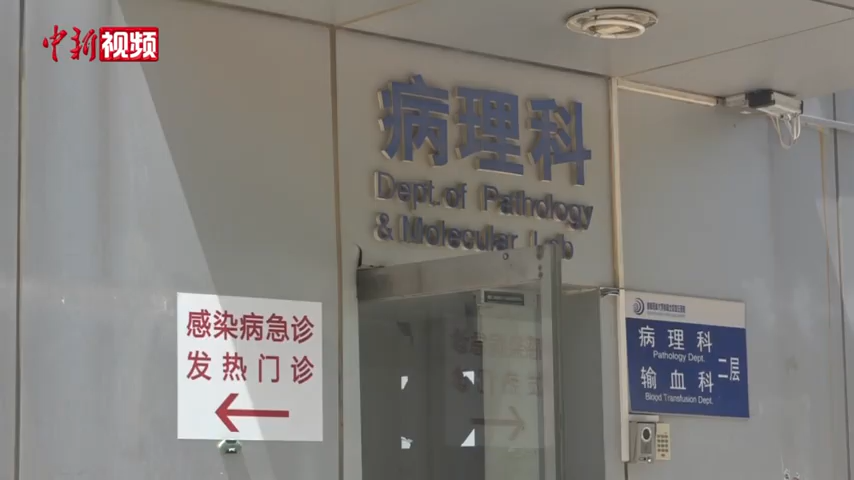 中新视频
病理科
Dept. of Pathology
& Molecular Lab
感染病急诊
发热门诊
病理科
Pathology Dept.
二层
输血科
Blood Transfusion Dept.